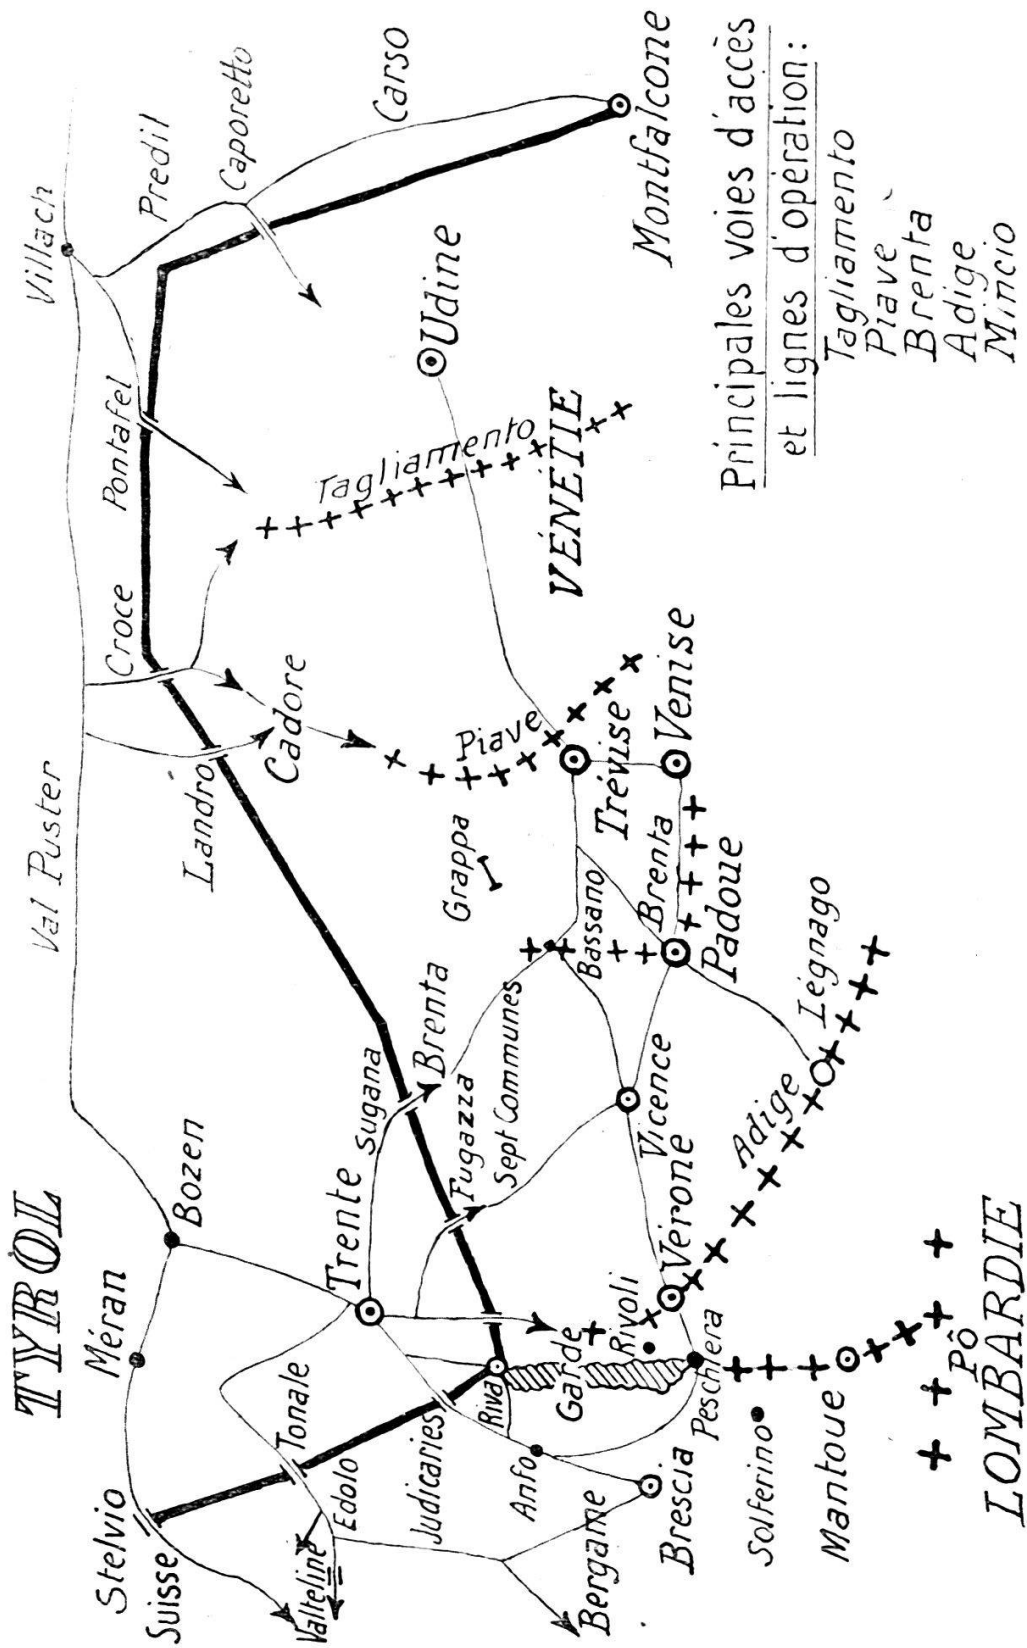 TYROL
Stelvio
Suisse
Méran
Bozen
Val Puster
Villach
Valteline
Edolo
Tonale
Trente
Sugana
Landro
Cadore
Croce
Pontafel
Predil
Caporetto
Carso
Judicaries
Riva
Fugazza
Brenta
Sept Communes
Grappa
Piave
Tagliamento
Udine
Montfalcone
VÉNÉTIE
Anfo
Garde
Rivoli
Bergame
Brescia
Peschiera
Vérone
Vicence
Bassano
Brenta
Trévise
Venise
Padoue
Solferino
Mantoue
Adige
Légnago
PÔ
LOMBARDIE
Principales voies d'accès
et lignes d'opération:
Tagliamento
Piave
Brenta
Adige
Mincio